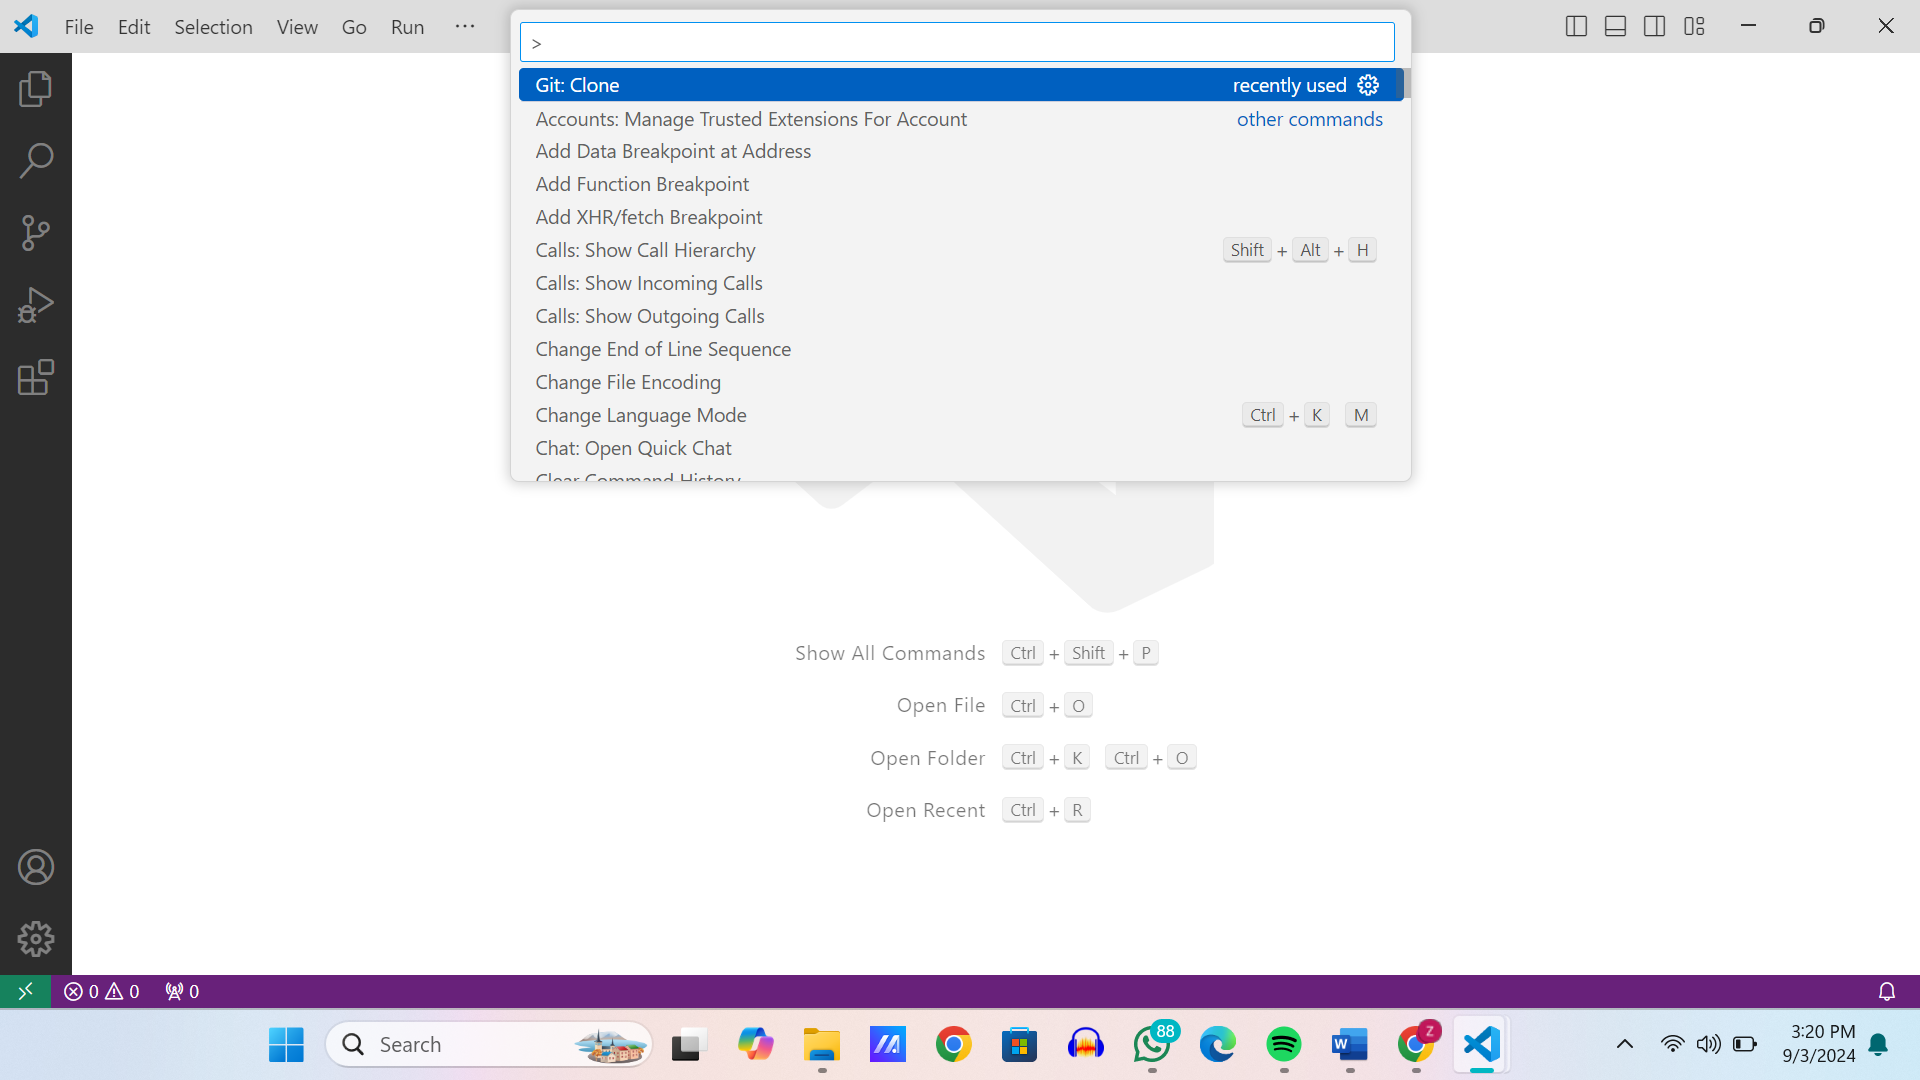 File Edit Selection View Go Run ...
>
Git: Clone recently used
Accounts: Manage Trusted Extensions For Account other commands
Add Data Breakpoint at Address
Add Function Breakpoint
Add XHR/fetch Breakpoint
Calls: Show Call Hierarchy Shift + Alt + H
Calls: Show Incoming Calls
Calls: Show Outgoing Calls
Change End of Line Sequence
Change File Encoding
Change Language Mode Ctrl + K M
Chat: Open Quick Chat
Clear Command History
Show All Commands Ctrl + Shift + P
Open File Ctrl + O
Open Folder Ctrl + K Ctrl + O
Open Recent Ctrl + R
0 0 0
Search
88
Z
3:20 PM
9/3/2024